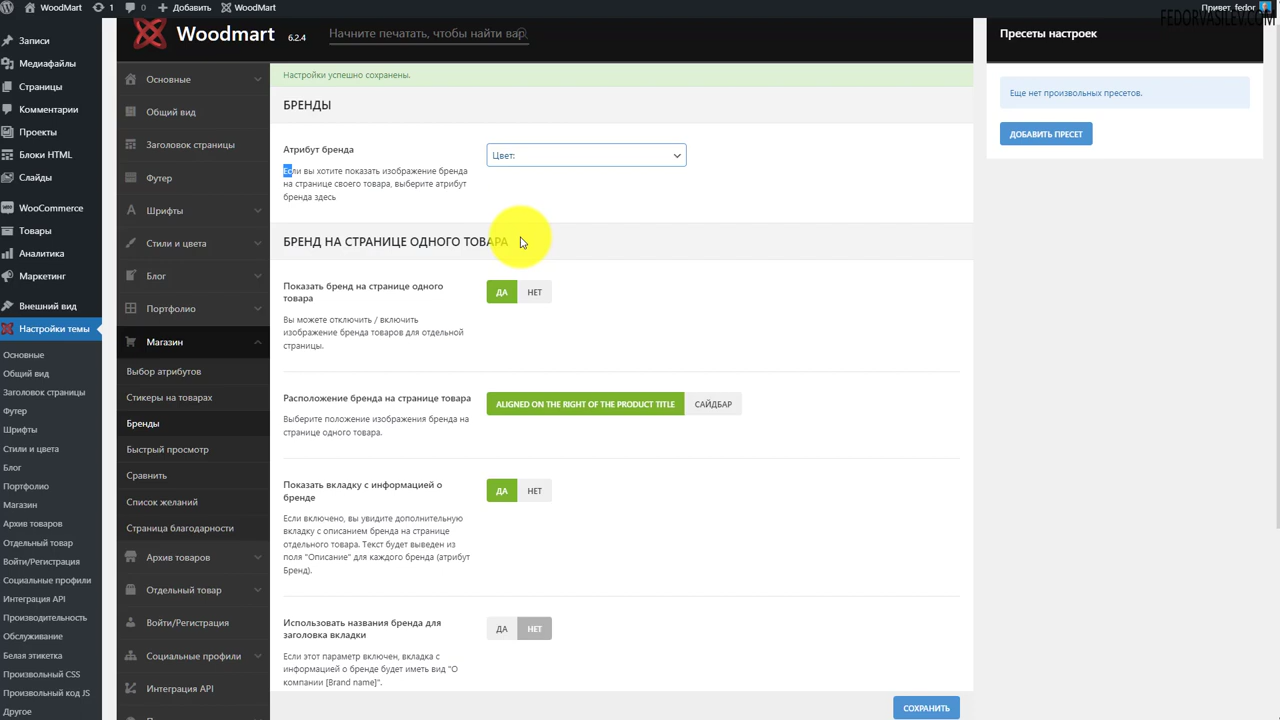 WoodMart
1
0
Добавить
Привет, fedor
FEDORVASILEV.COM
Записи
Медиафайлы
Страницы
Комментарии
Проекты
Блоки HTML
Слайды
WooCommerce
Товары
Аналитика
Маркетинг
Внешний вид
Настройки темы
Основные
Общий вид
Заголовок страницы
Футер
Шрифты
Стили и цвета
Блог
Портфолио
Магазин
Архив товаров
Отдельный товар
Войти/Регистрация
Социальные профили
Интеграция API
Производительность
Обслуживание
Белая этикетка
Произвольный CSS
Произвольный код JS
Другое
Woodmart
6.2.4
Начните печатать, чтобы найти вар
Основные
Общий вид
Заголовок страницы
Футер
Шрифты
Стили и цвета
Блог
Портфолио
Магазин
Выбор атрибутов
Стикеры на товарах
Бренды
Быстрый просмотр
Сравнить
Список желаний
Страница благодарности
Архив товаров
Отдельный товар
Войти/Регистрация
Социальные профили
Интеграция API
Настройки успешно сохранены.
БРЕНДЫ
Атрибут бренда
Если вы хотите показать изображение бренда
на странице своего товара, выберите атрибут
бренда здесь
Цвет:
БРЕНД НА СТРАНИЦЕ ОДНОГО ТОВАРА
Показать бренд на странице одного
товара
Вы можете отключить / включить
изображение бренда товаров для отдельной
страницы.
ДА НЕТ
Расположение бренда на странице товара
Выберите положение изображения бренда на
странице одного товара.
ALIGNED ON THE RIGHT OF THE PRODUCT TITLE САЙДБАР
Показать вкладку с информацией о
бренде
Если включено, вы увидите дополнительную
вкладку с описанием бренда на странице
отдельного товара. Текст будет выведен из
поля "Описание" для каждого бренда (атрибут
Бренд).
ДА НЕТ
Использовать названия бренда для
заголовка вкладки
Если этот параметр включен, вкладка с
информацией о бренде будет иметь вид "О
компании [Brand name]".
ДА НЕТ
СОХРАНИТЬ
Пресеты настроек
Еще нет произвольных пресетов.
ДОБАВИТЬ ПРЕСЕТ